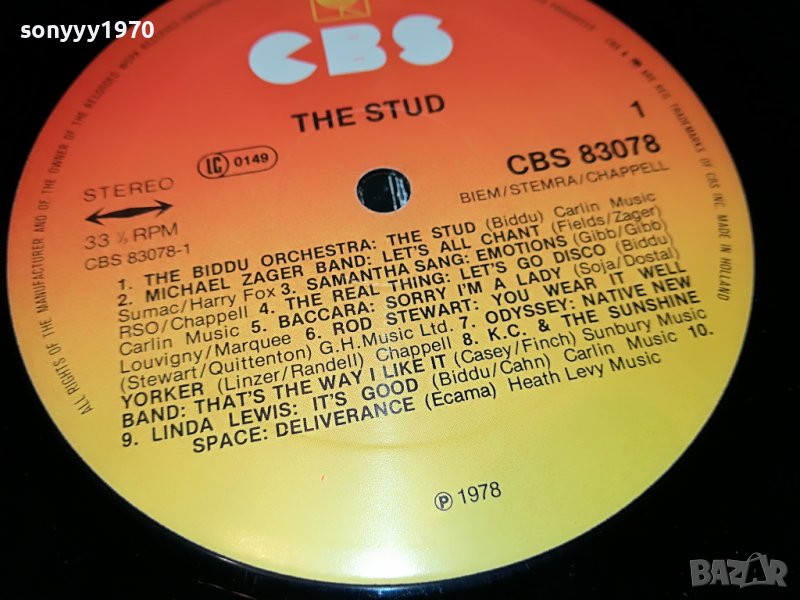 sonyyy1970
CBS
THE STUD
1
STEREO
LC 0149
CBS 83078
BIEM/STEMRA/CHAPPELL
33 ⅓ RPM
CBS 83078-1
1. THE BIDDU ORCHESTRA: THE STUD (Biddu) Carlin Music
2. MICHAEL ZAGER BAND: LET'S ALL CHANT (Fields/Zager)
Sumac/Harry Fox 3. SAMANTHA SANG: EMOTIONS (Gibb/Gibb)
RSO/Chappell 4. THE REAL THING: LET'S GO DISCO (Biddu)
Carlin Music 5. BACCARA: SORRY I'M A LADY (Soja/Dostal)
Louvigny/Marquee 6. ROD STEWART: YOU WEAR IT WELL
(Stewart/Quittenton) G.H. Music Ltd. 7. ODYSSEY: NATIVE NEW
YORKER (Linzer/Randell) Chappell 8. K.C. & THE SUNSHINE
BAND: THAT'S THE WAY I LIKE IT (Casey/Finch) Sunbury Music
9. LINDA LEWIS: IT'S GOOD (Biddu/Cahn) Carlin Music 10.
SPACE: DELIVERANCE (Ecama) Heath Levy Music
℗ 1978
ALL RIGHTS OF THE MANUFACTURER AND OF THE OWNER OF THE RECORDED WORK RESERVED
ARE REG. TRADEMARKS OF CBS INC. MADE IN HOLLAND
BAZAR